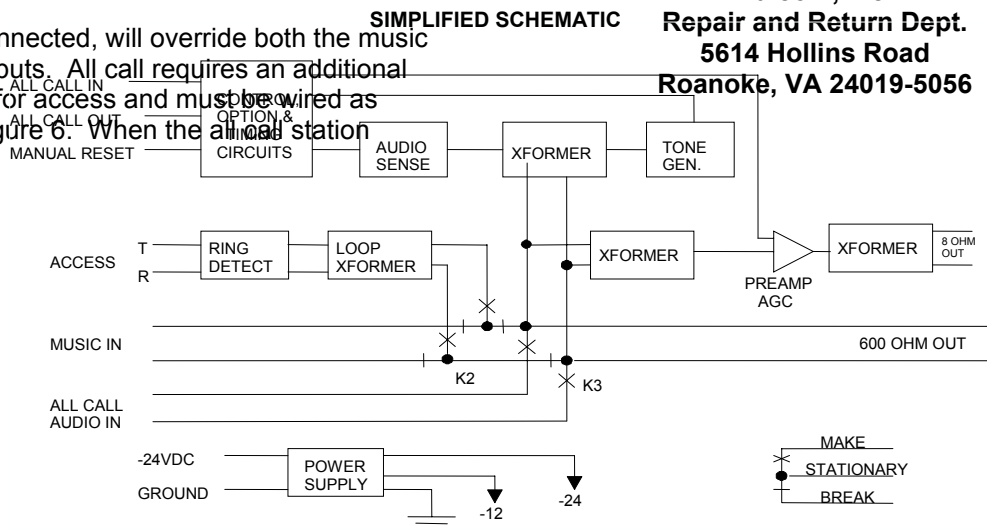 SIMPLIFIED SCHEMATIC
Repair and Return Dept.
5614 Hollins Road
Roanoke, VA 24019-5056
will override both the music
All call requires an additional
for access and must be wired as
When the all call station
ALL CALL IN
ALL CALL OUT
MANUAL RESET
CONTROL,
OPTION &
TIMING
CIRCUITS
AUDIO
SENSE
XFORMER
TONE
GEN.
ACCESS
T
R
RING
DETECT
LOOP
XFORMER
XFORMER
PREAMP
AGC
XFORMER
8 OHM
OUT
MUSIC IN
600 OHM OUT
K2
K3
ALL CALL
AUDIO IN
-24VDC
GROUND
POWER
SUPPLY
-12
-24
MAKE
STATIONARY
BREAK